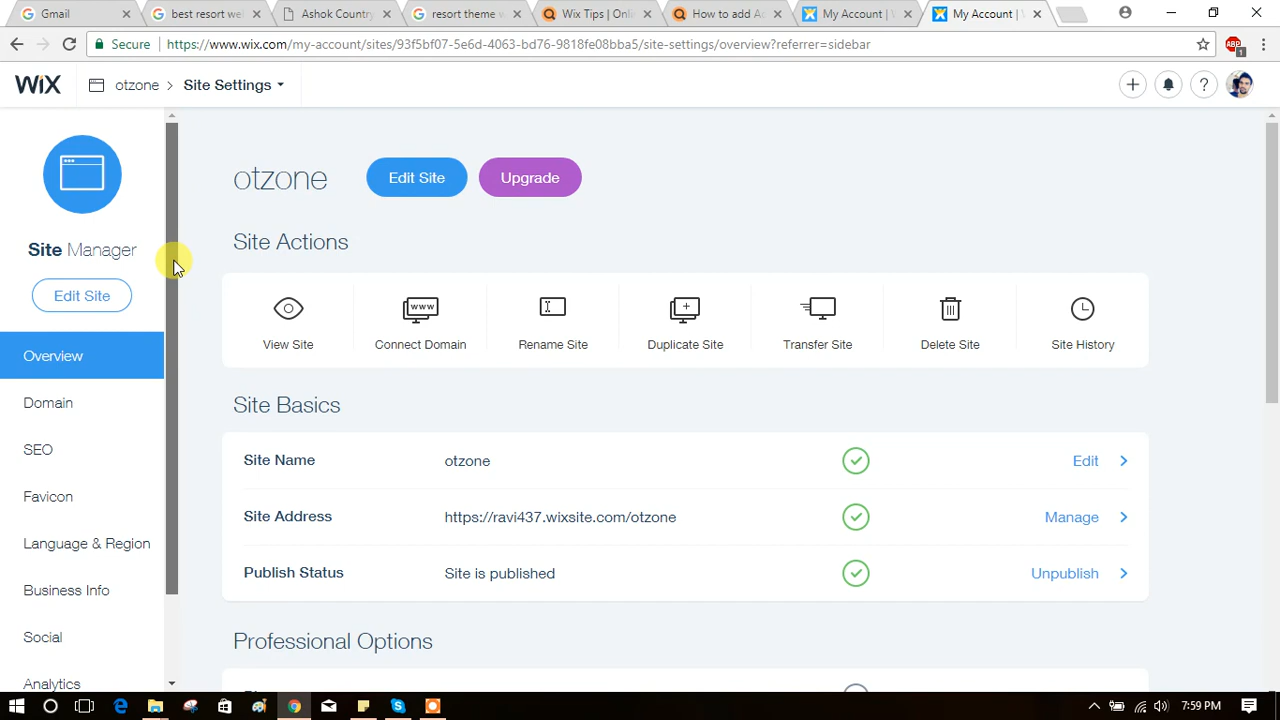 Gmail
best resort we
Ashok Country
resort theme w
Wix Tips | Onli
How to add Ac
My Account | W
My Account | W
Secure
https://www.wix.com/my-account/sites/93f5bf07-5e6d-4063-bd76-9818fe08bba5/site-settings/overview?referrer=sidebar
ABP
1
WiX
otzone > Site Settings
?
Site Manager
Edit Site
Overview
Domain
SEO
Favicon
Language & Region
Business Info
Social
Analytics
otzone
Edit Site
Upgrade
Site Actions
View Site
www
Connect Domain
Rename Site
Duplicate Site
Transfer Site
Delete Site
Site History
Site Basics
Site Name otzone Edit
Site Address https://ravi437.wixsite.com/otzone Manage
Publish Status Site is published Unpublish
Professional Options
7:59 PM